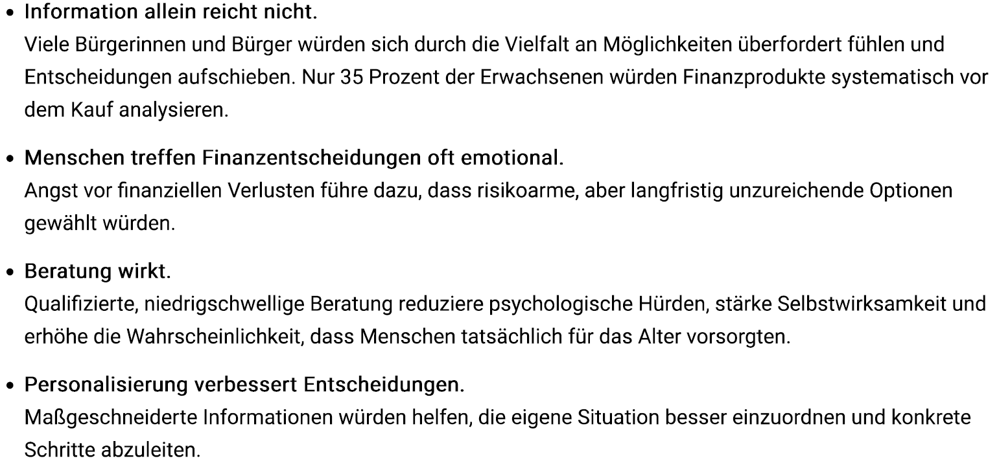 • Information allein reicht nicht.
Viele Bürgerinnen und Bürger würden sich durch die Vielfalt an Möglichkeiten überfordert fühlen und
Entscheidungen aufschieben. Nur 35 Prozent der Erwachsenen würden Finanzprodukte systematisch vor
dem Kauf analysieren.
• Menschen treffen Finanzentscheidungen oft emotional.
Angst vor finanziellen Verlusten führe dazu, dass risikoarme, aber langfristig unzureichende Optionen
gewählt würden.
• Beratung wirkt.
Qualifizierte, niedrigschwellige Beratung reduziere psychologische Hürden, stärke Selbstwirksamkeit und
erhöhe die Wahrscheinlichkeit, dass Menschen tatsächlich für das Alter vorsorgten.
• Personalisierung verbessert Entscheidungen.
Maßgeschneiderte Informationen würden helfen, die eigene Situation besser einzuordnen und konkrete
Schritte abzuleiten.